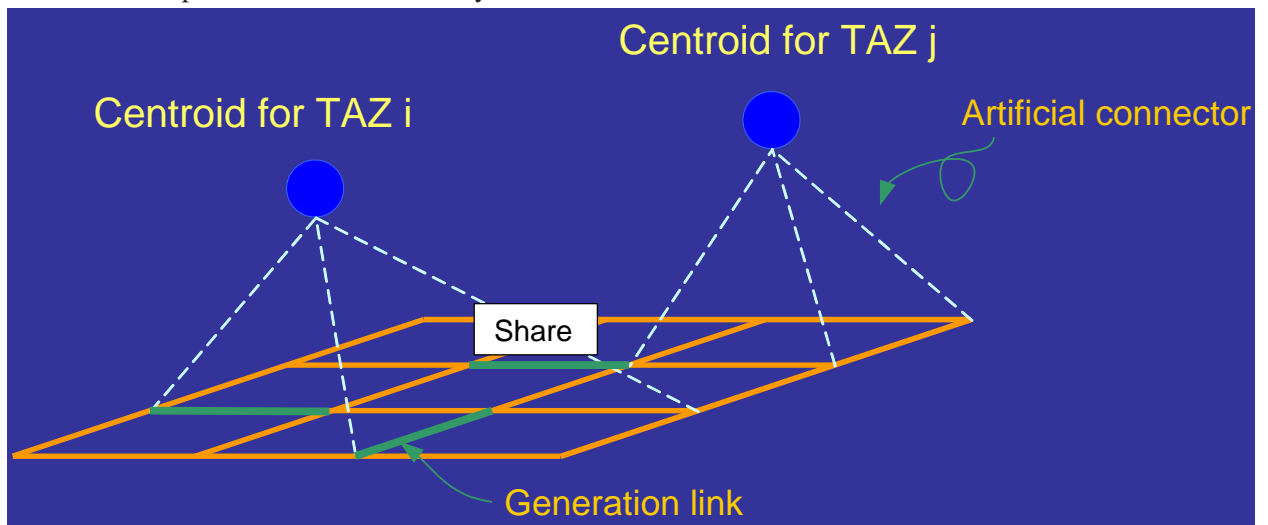 Centroid for TAZ j
Centroid for TAZ i
Artificial connector
Share
Generation link